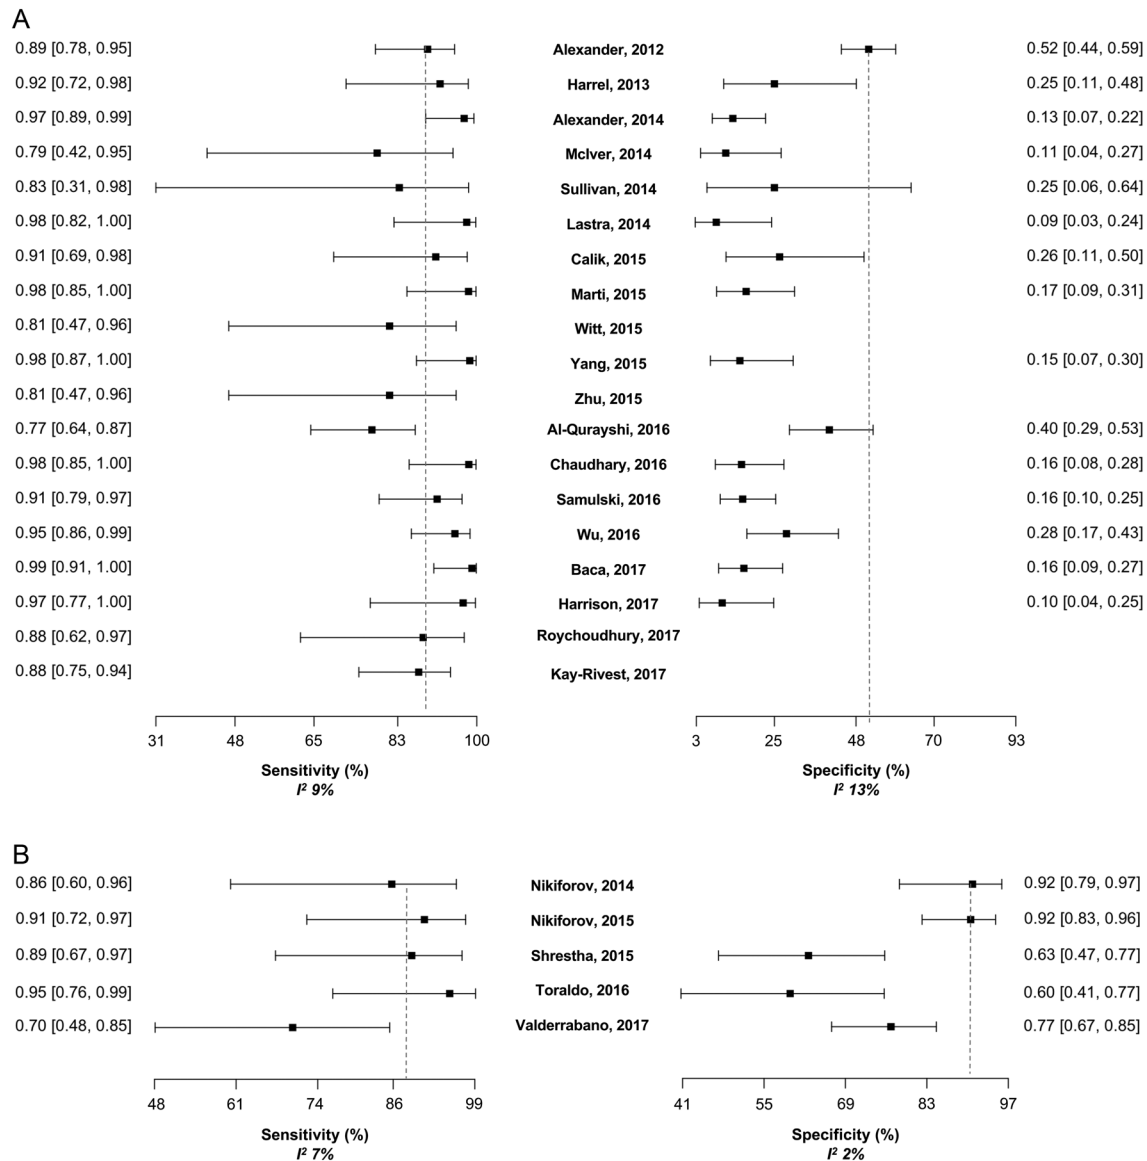 A
0.89 [0.78, 0.95] Alexander, 2012 0.52 [0.44, 0.59]
0.92 [0.72, 0.98] Harrel, 2013 0.25 [0.11, 0.48]
0.97 [0.89, 0.99] Alexander, 2014 0.13 [0.07, 0.22]
0.79 [0.42, 0.95] McIver, 2014 0.11 [0.04, 0.27]
0.83 [0.31, 0.98] Sullivan, 2014 0.25 [0.06, 0.64]
0.98 [0.82, 1.00] Lastra, 2014 0.09 [0.03, 0.24]
0.91 [0.69, 0.98] Calik, 2015 0.26 [0.11, 0.50]
0.98 [0.85, 1.00] Marti, 2015 0.17 [0.09, 0.31]
0.81 [0.47, 0.96] Witt, 2015
0.98 [0.87, 1.00] Yang, 2015 0.15 [0.07, 0.30]
0.81 [0.47, 0.96] Zhu, 2015
0.77 [0.64, 0.87] Al-Qurayshi, 2016 0.40 [0.29, 0.53]
0.98 [0.85, 1.00] Chaudhary, 2016 0.16 [0.08, 0.28]
0.91 [0.79, 0.97] Samulski, 2016 0.16 [0.10, 0.25]
0.95 [0.86, 0.99] Wu, 2016 0.28 [0.17, 0.43]
0.99 [0.91, 1.00] Baca, 2017 0.16 [0.09, 0.27]
0.97 [0.77, 1.00] Harrison, 2017 0.10 [0.04, 0.25]
0.88 [0.62, 0.97] Roychoudhury, 2017
0.88 [0.75, 0.94] Kay-Rivest, 2017
31 48 65 83 100 3 25 48 70 93
Sensitivity (%) Specificity (%)
I² 9% I² 13%
B
0.86 [0.60, 0.96] Nikiforov, 2014 0.92 [0.79, 0.97]
0.91 [0.72, 0.97] Nikiforov, 2015 0.92 [0.83, 0.96]
0.89 [0.67, 0.97] Shrestha, 2015 0.63 [0.47, 0.77]
0.95 [0.76, 0.99] Toraldo, 2016 0.60 [0.41, 0.77]
0.70 [0.48, 0.85] Valderrabano, 2017 0.77 [0.67, 0.85]
48 61 74 86 99 41 55 69 83 97
Sensitivity (%) Specificity (%)
I² 7% I² 2%